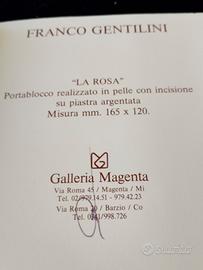 FRANCO GENTILINI
"LA ROSA"
Portablocco realizzato in pelle con incisione
su piastra argentata
Misura mm. 165 x 120.
Galleria Magenta
Via Roma 45 / Magenta / Mi
Tel. 02/979.14.51 - 979.42.23
Via Roma 20 / Barzio / Co
Tel. 0341/998.726
subito